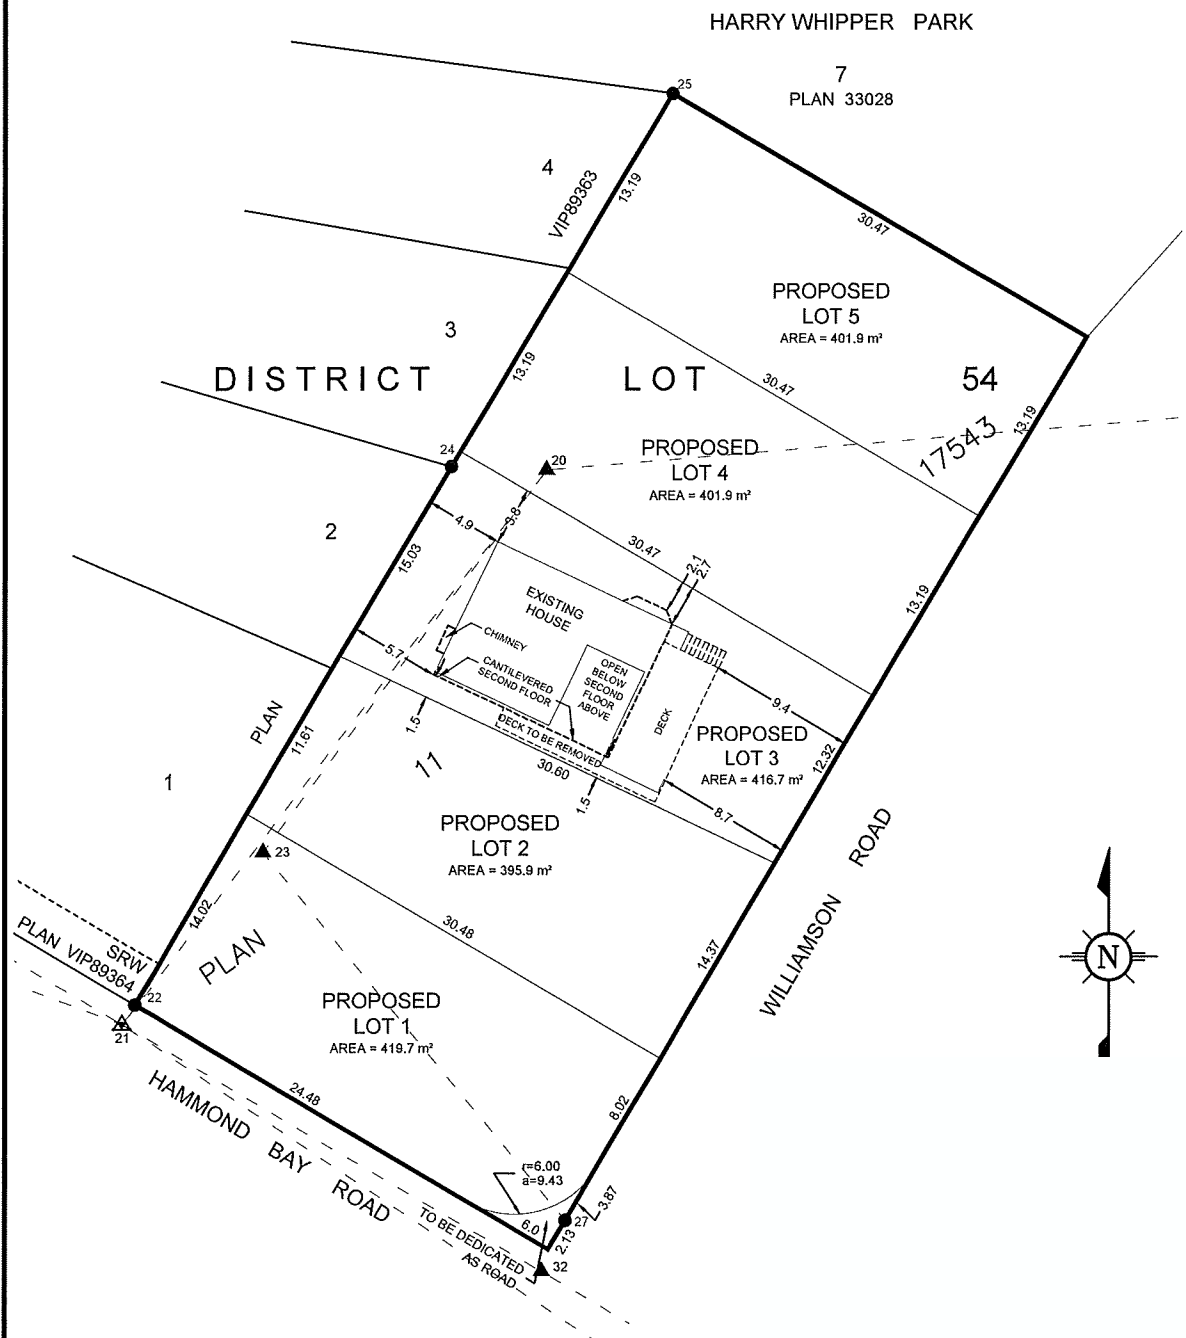 HARRY WHIPPER PARK
7
PLAN 33028
25
4
VIP89363
13.19
30.47
PROPOSED
LOT 5
AREA = 401.9 m²
3
13.19
DISTRICT LOT 54
30.47
13.19
17543
24
20
PROPOSED
LOT 4
AREA = 401.9 m²
2
4.9
3.8
30.47
2.1
2.7
15.03
13.19
EXISTING
HOUSE
CHIMNEY
CANTILEVERED
SECOND FLOOR
OPEN
BELOW
SECOND
FLOOR
ABOVE
5.7
DECK
9.4
DECK TO BE REMOVED
PLAN
11.61
1.5
11
30.60
1.5
PROPOSED
LOT 3
AREA = 416.7 m²
12.32
8.7
1
PROPOSED
LOT 2
AREA = 395.9 m²
23
WILLIAMSON ROAD
14.02
30.48
14.37
SRW
PLAN VIP89364
PLAN
22
21
PROPOSED
LOT 1
AREA = 419.7 m²
N
24.48
8.02
HAMMOND BAY ROAD
r=6.00
a=9.43
3.87
27
6.0
2.13
32
TO BE DEDICATED
AS ROAD